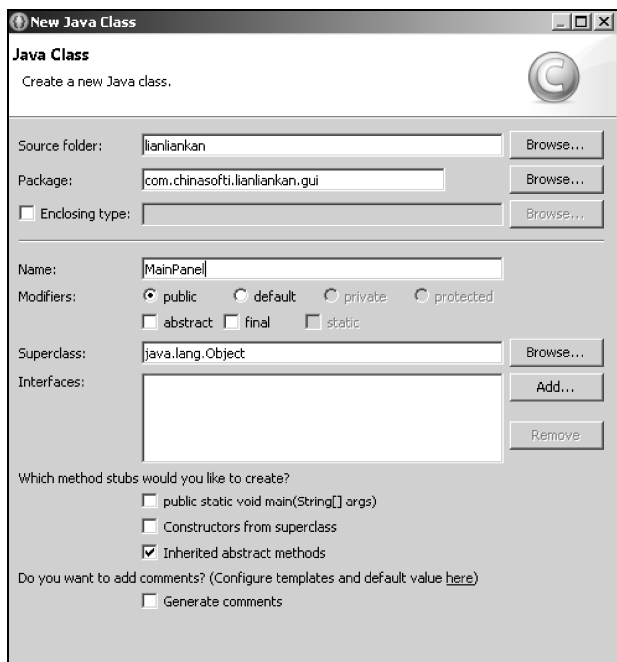 New Java Class
Java Class
Create a new Java class.
Source folder: lianliankan Browse...
Package: com.chinasofti.lianliankan.gui Browse...
Enclosing type: Browse...
Name: MainPanel
Modifiers: public default private protected
abstract final static
Superclass: java.lang.Object Browse...
Interfaces: Add...
Remove
Which method stubs would you like to create?
public static void main(String[] args)
Constructors from superclass
Inherited abstract methods
Do you want to add comments? (Configure templates and default value here)
Generate comments